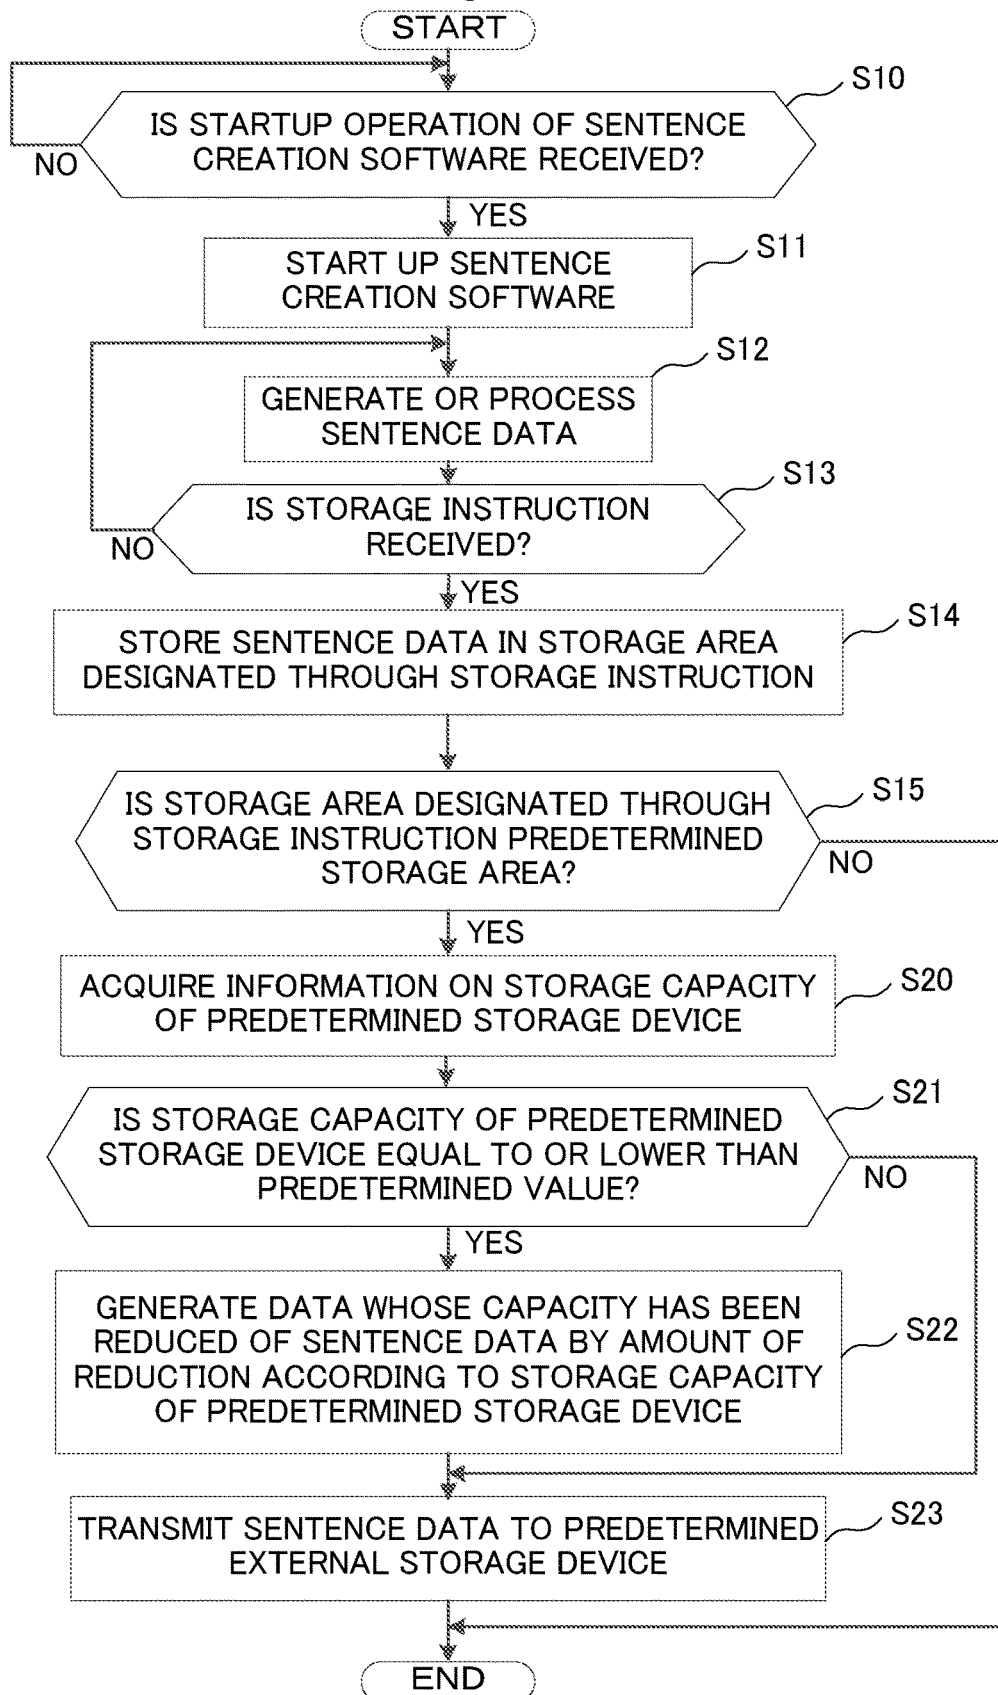 START
S10
IS STARTUP OPERATION OF SENTENCE
CREATION SOFTWARE RECEIVED?
NO
YES
S11
START UP SENTENCE
CREATION SOFTWARE
S12
GENERATE OR PROCESS
SENTENCE DATA
S13
IS STORAGE INSTRUCTION
RECEIVED?
NO
YES
S14
STORE SENTENCE DATA IN STORAGE AREA
DESIGNATED THROUGH STORAGE INSTRUCTION
S15
IS STORAGE AREA DESIGNATED THROUGH
STORAGE INSTRUCTION PREDETERMINED
STORAGE AREA?
NO
YES
S20
ACQUIRE INFORMATION ON STORAGE CAPACITY
OF PREDETERMINED STORAGE DEVICE
S21
IS STORAGE CAPACITY OF PREDETERMINED
STORAGE DEVICE EQUAL TO OR LOWER THAN
PREDETERMINED VALUE?
NO
YES
GENERATE DATA WHOSE CAPACITY HAS BEEN
REDUCED OF SENTENCE DATA BY AMOUNT OF
REDUCTION ACCORDING TO STORAGE CAPACITY
OF PREDETERMINED STORAGE DEVICE
S22
S23
TRANSMIT SENTENCE DATA TO PREDETERMINED
EXTERNAL STORAGE DEVICE
END